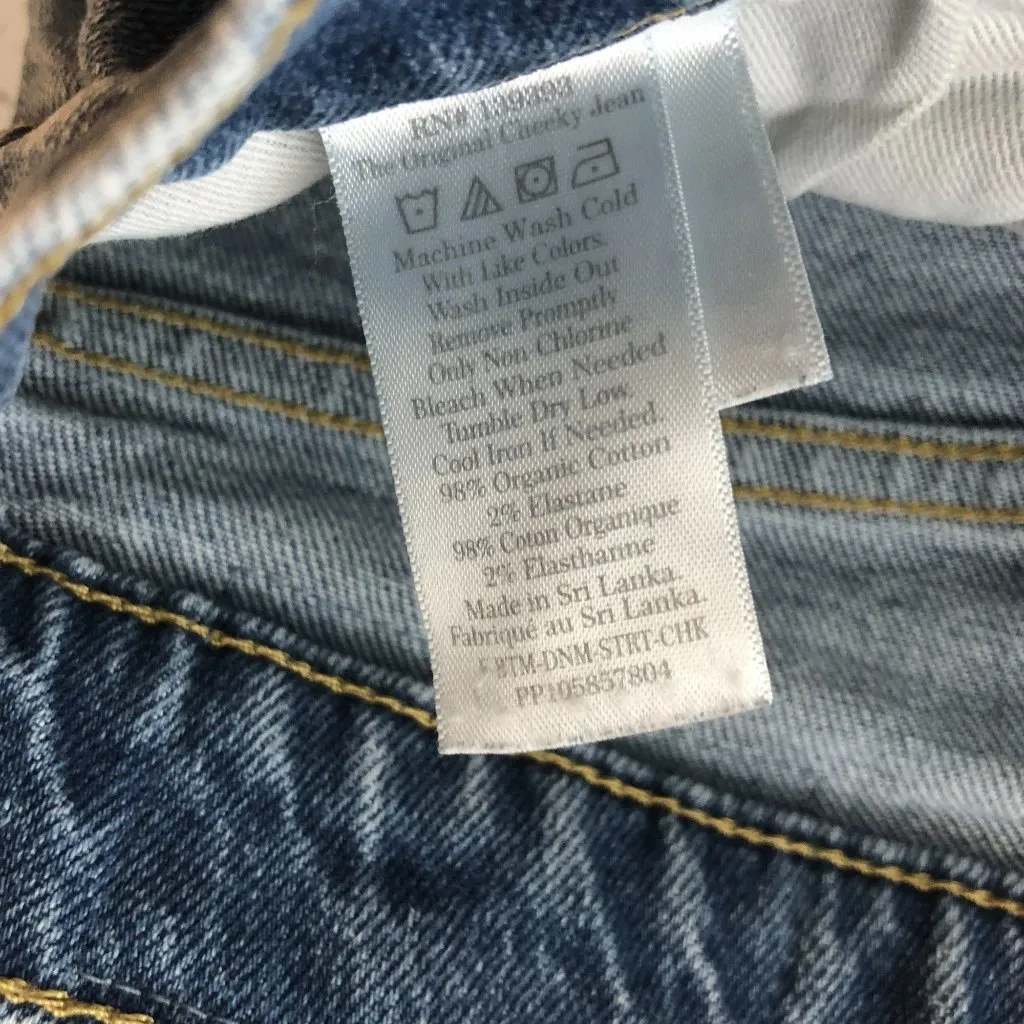 RN# 139393
The Original Cheeky Jean
Machine Wash Cold
With Like Colors.
Wash Inside Out
Remove Promptly
Only Non-Chlorine
Bleach When Needed
Tumble Dry Low.
Cool Iron If Needed.
98% Organic Cotton
2% Elastane
98% Coton Organique
2% Elasthanne
Made in Sri Lanka.
Fabriqué au Sri Lanka.
BTM-DNM-STRT-CHK
PP105857804